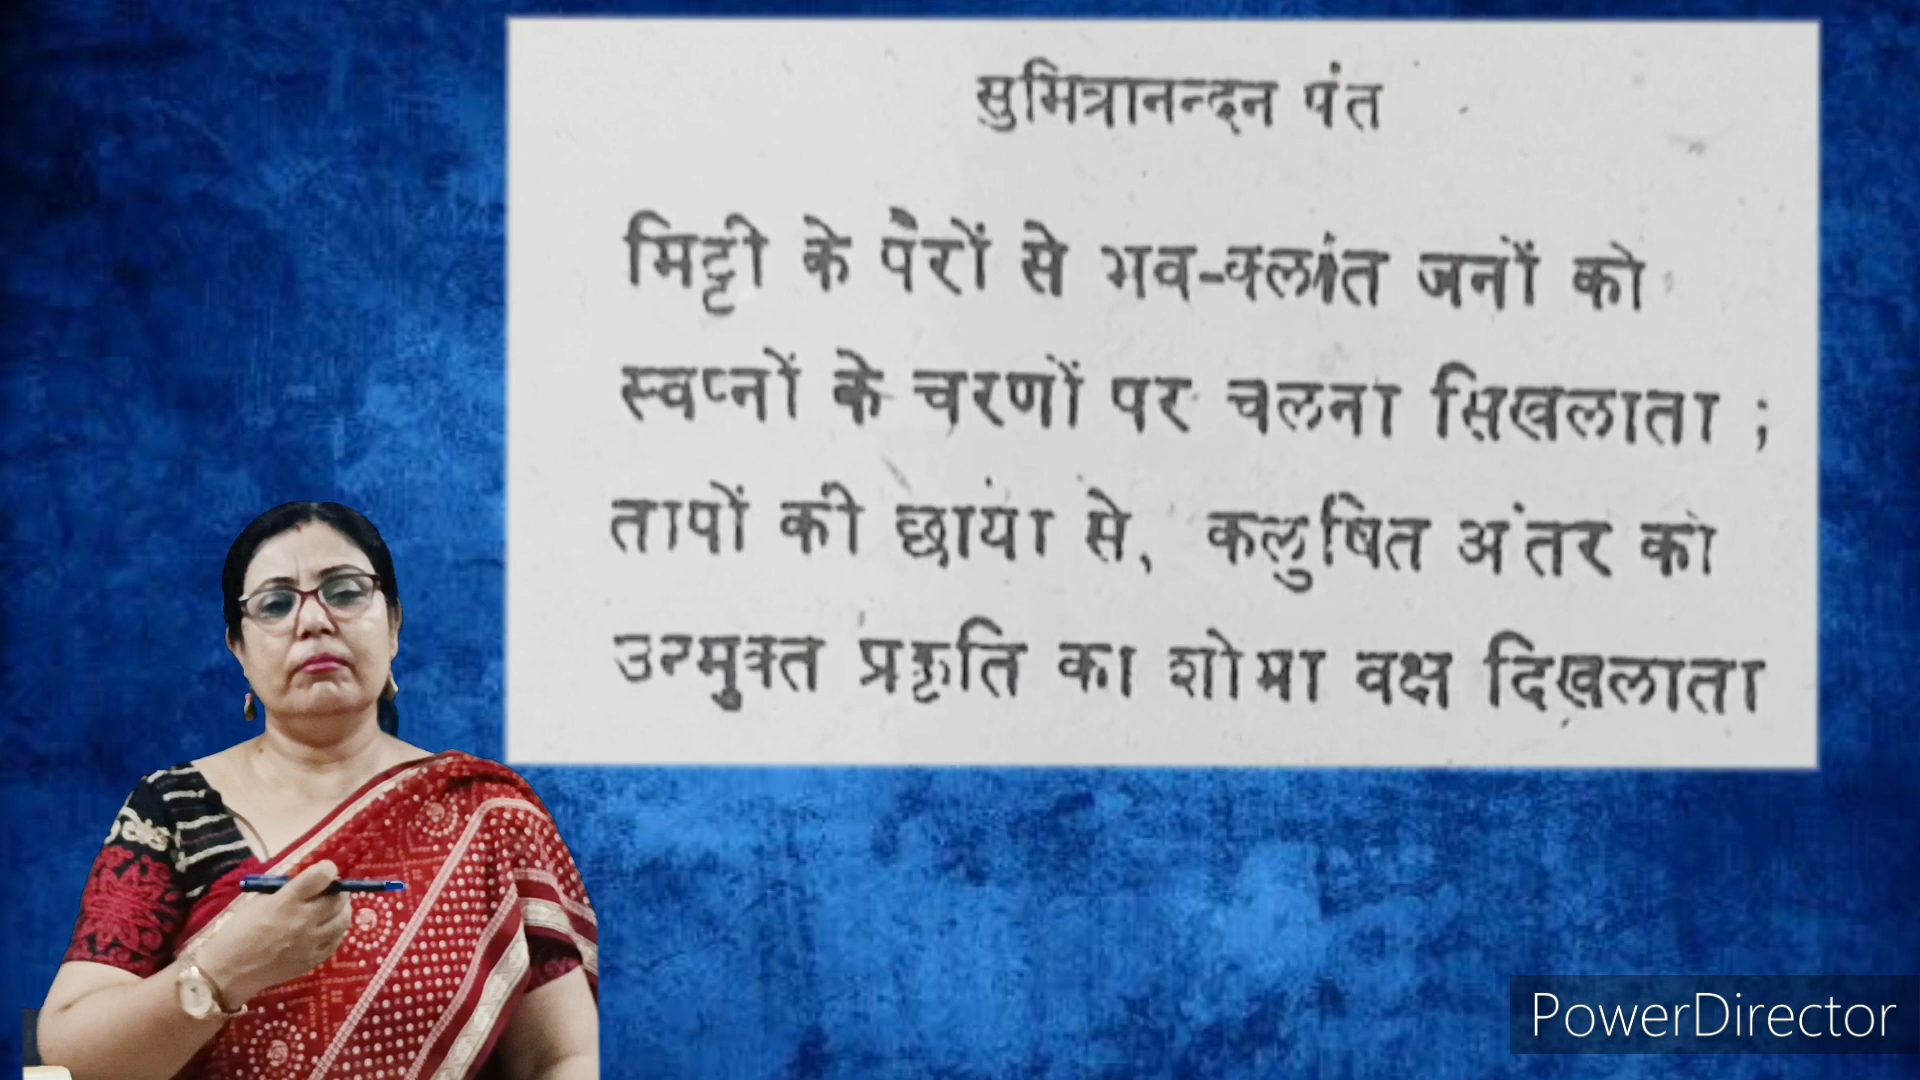 सुमित्रानन्दन पंत
मिट्टी के पैरों से भव-क्लांत जनों को
स्वप्नों के चरणों पर चलना सिखलाता ;
तापों की छाया से, कलुषित अंतर को
उन्मुक्त प्रकृति का शोभा वक्ष दिखलाता
PowerDirector